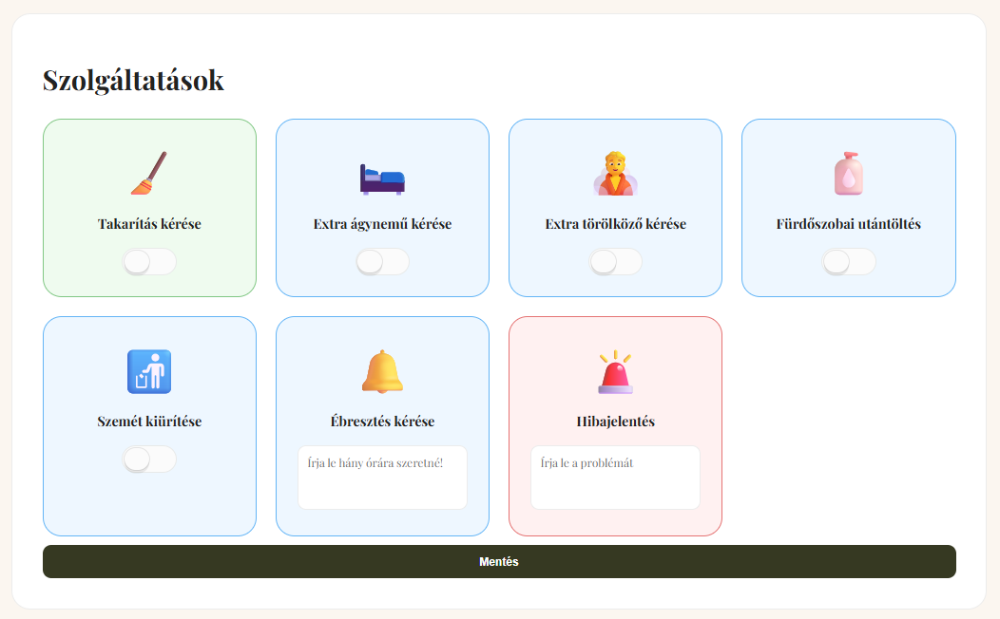 Szolgáltatások
Takarítás kérése
Extra ágynemű kérése
Extra törölköző kérése
Fürdőszobai utántöltés
Szemét kiürítése
Ébresztés kérése
Írja le hány órára szeretné!
Hibajelentés
Írja le a problémát
Mentés